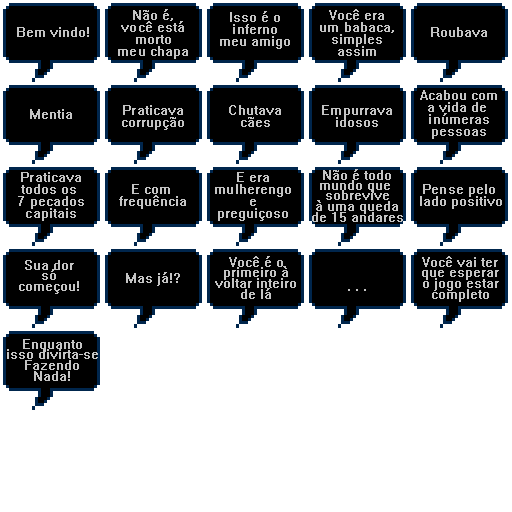 Bem vindo!
Não é,
você está
morto
meu chapa
Isso é o
inferno
meu amigo
Você era
um babaca,
simples
assim
Roubava
Mentia
Praticava
corrupção
Chutava
cães
Empurrava
idosos
Acabou com
a vida de
inúmeras
pessoas
Praticava
todos os
7 pecados
capitais
E com
frequência
E era
mulherengo
e
preguiçoso
Não é todo
mundo que
sobrevive
à uma queda
de 15 andares
Pense pelo
lado positivo
Sua dor
só
começou!
Mas já!?
Você é o
primeiro à
voltar inteiro
de lá
...
Você vai ter
que esperar
o jogo estar
completo
Enquanto
isso divirta-se
Fazendo
Nada!